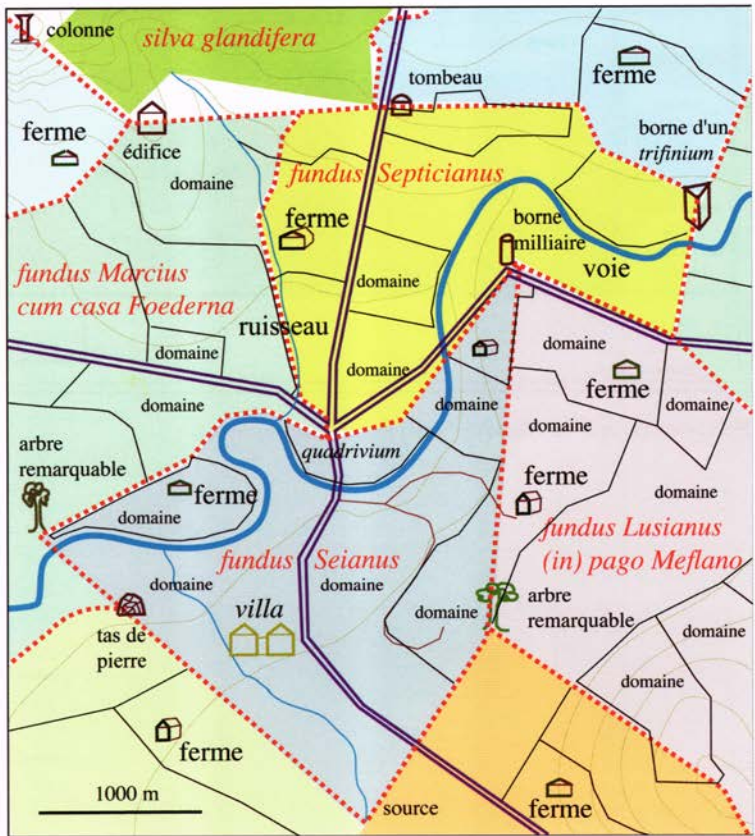 colonne
silva glandifera
tombeau
ferme
ferme
édifice
borne d'un
trifinium
domaine
fundus Septicianus
ferme
borne
milliaire
voie
domaine
fundus Marcius
cum casa Foederna
ruisseau
domaine
domaine
domaine
ferme
domaine
domaine
domaine
arbre
remarquable
quadrivium
domaine
ferme
domaine
ferme
domaine
fundus Seianus
fundus Lusianus
(in) pago Meflano
domaine
domaine
villa
domaine
arbre
remarquable
tas de
pierre
domaine
domaine
ferme
1000 m
source
ferme